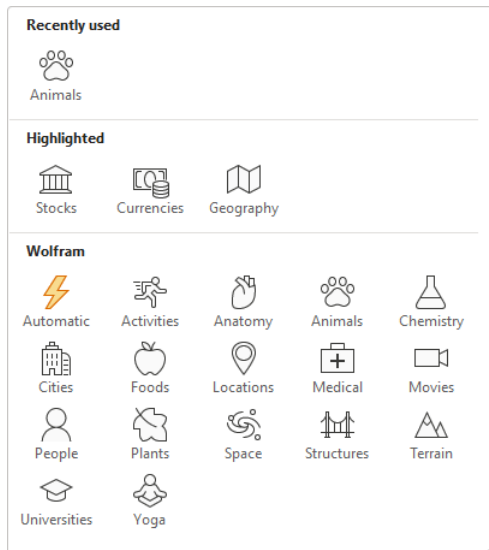 Recently used
Animals
Highlighted
Stocks Currencies Geography
Wolfram
Automatic Activities Anatomy Animals Chemistry
Cities Foods Locations Medical Movies
People Plants Space Structures Terrain
Universities Yoga